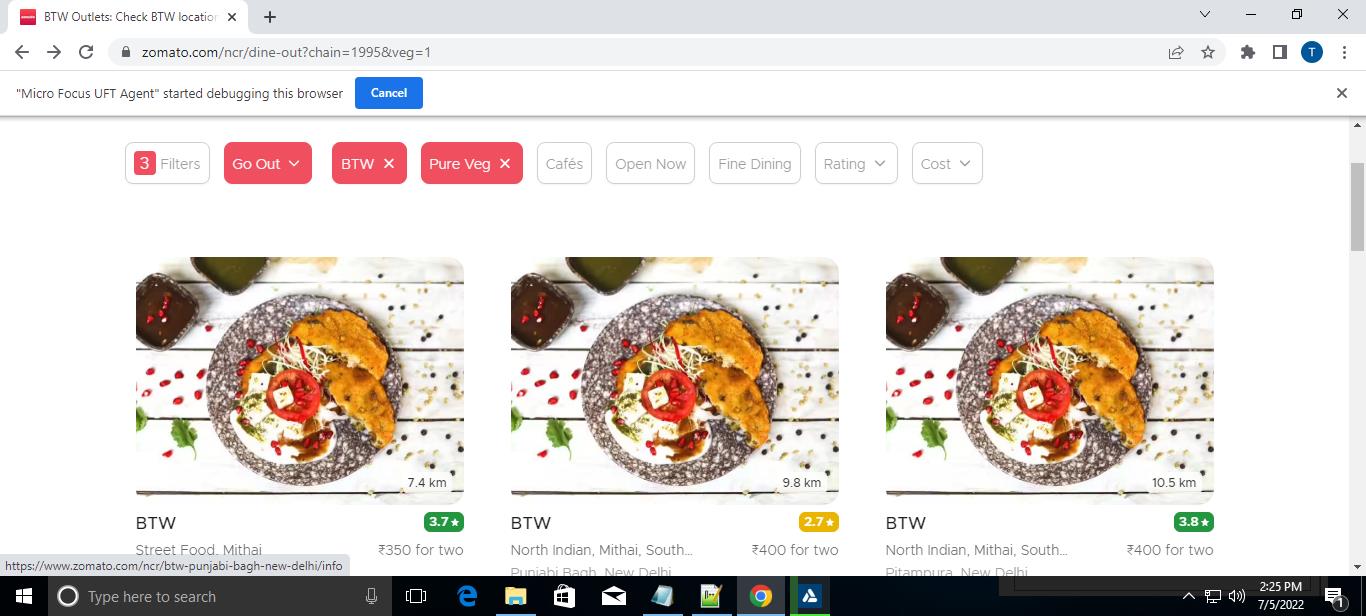 BTW Outlets: Check BTW location
zomato.com/ncr/dine-out?chain=1995&veg=1
T
"Micro Focus UFT Agent" started debugging this browser
Cancel
3 Filters
Go Out
BTW
Pure Veg
Cafés
Open Now
Fine Dining
Rating
Cost
7.4 km
9.8 km
10.5 km
BTW 3.7
BTW 2.7
BTW 3.8
Street Food, Mithai ₹350 for two
North Indian, Mithai, South... ₹400 for two
North Indian, Mithai, South... ₹400 for two
Punjabi Bagh, New Delhi
Pitampura, New Delhi
https://www.zomato.com/ncr/btw-punjabi-bagh-new-delhi/info
Type here to search
2:25 PM
7/5/2022
1